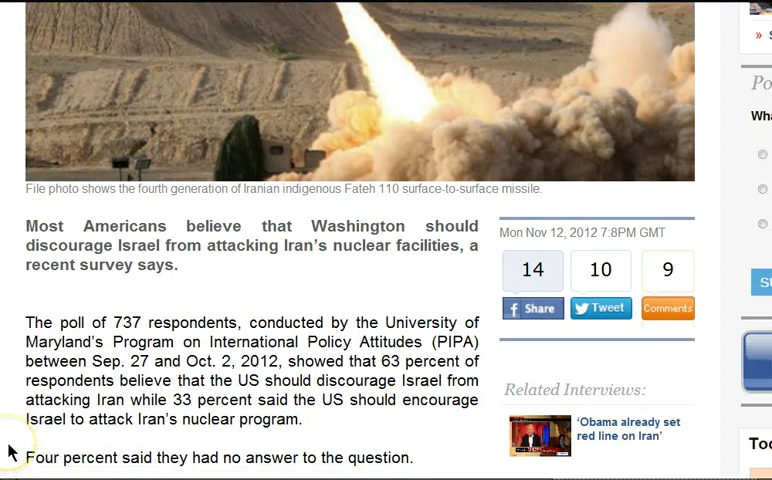 File photo shows the fourth generation of Iranian indigenous Fateh 110 surface-to-surface missile.
Most Americans believe that Washington should
discourage Israel from attacking Iran's nuclear facilities, a
recent survey says.
The poll of 737 respondents, conducted by the University of
Maryland's Program on International Policy Attitudes (PIPA)
between Sep. 27 and Oct. 2, 2012, showed that 63 percent of
respondents believe that the US should discourage Israel from
attacking Iran while 33 percent said the US should encourage
Israel to attack Iran's nuclear program.
Four percent said they had no answer to the question.
Mon Nov 12, 2012 7:8PM GMT
14 10 9
f Share Tweet Comments
Related Interviews:
'Obama already set
red line on Iran'
» S
Po
Wha
S
Too